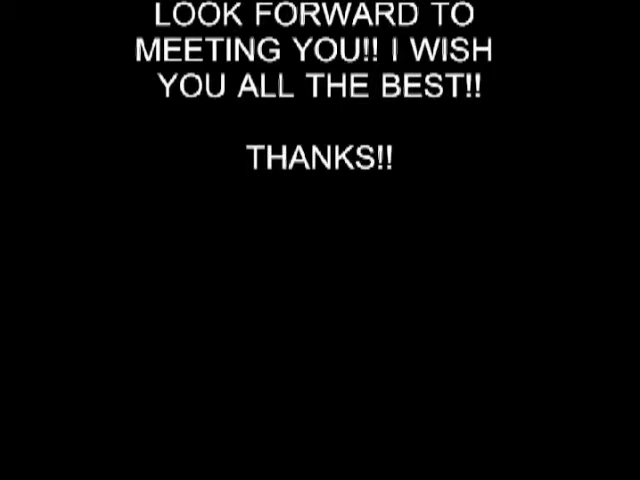 LOOK FORWARD TO
MEETING YOU!! I WISH
YOU ALL THE BEST!!
THANKS!!